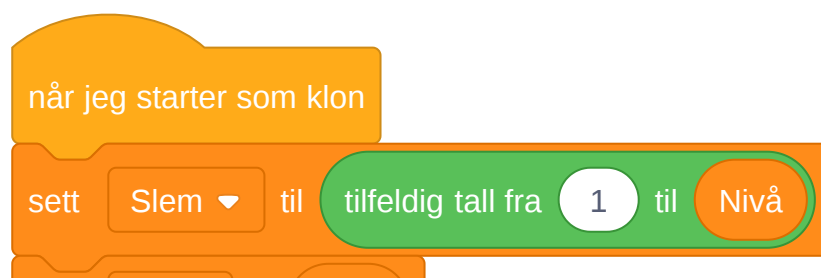 når jeg starter som klon
sett Slem til tilfeldig tall fra 1 til Nivå